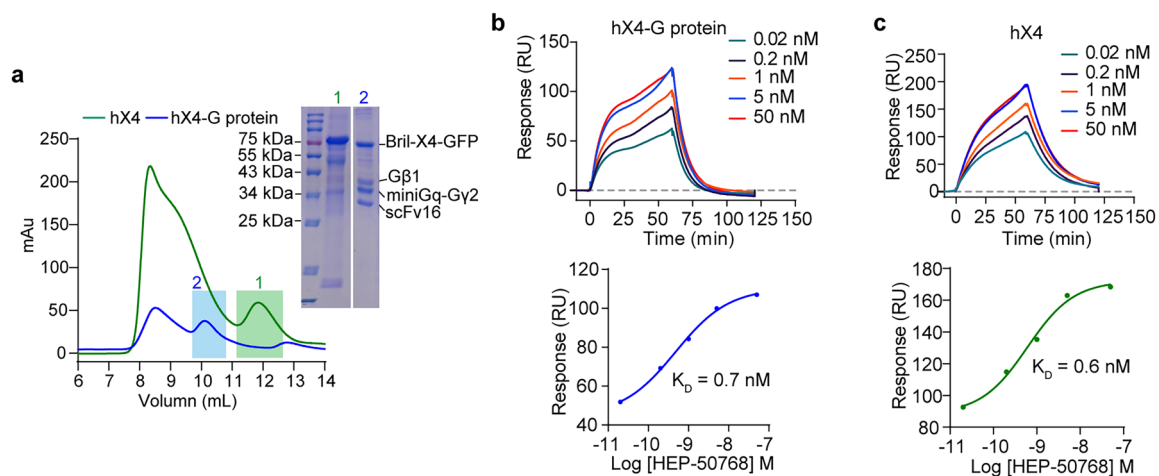 a
hX4
hX4-G protein
1
2
75 kDa
55 kDa
43 kDa
34 kDa
25 kDa
Bril-X4-GFP
Gβ1
miniGq-Gγ2
scFv16
250
200
150
100
50
0
mAu
2
1
6 7 8 9 10 11 12 13 14
Volumn (mL)
b
hX4-G protein
0.02 nM
0.2 nM
1 nM
5 nM
50 nM
Response (RU)
150
100
50
0
0 25 50 75 100 125 150
Time (min)
Response (RU)
120
100
80
60
40
K_D = 0.7 nM
-11 -10 -9 -8 -7
Log [HEP-50768] M
c
hX4
0.02 nM
0.2 nM
1 nM
5 nM
50 nM
Response (RU)
250
200
150
100
50
0
0 25 50 75 100 125 150
Time (min)
Response (RU)
180
160
140
120
100
80
K_D = 0.6 nM
-11 -10 -9 -8 -7
Log [HEP-50768] M